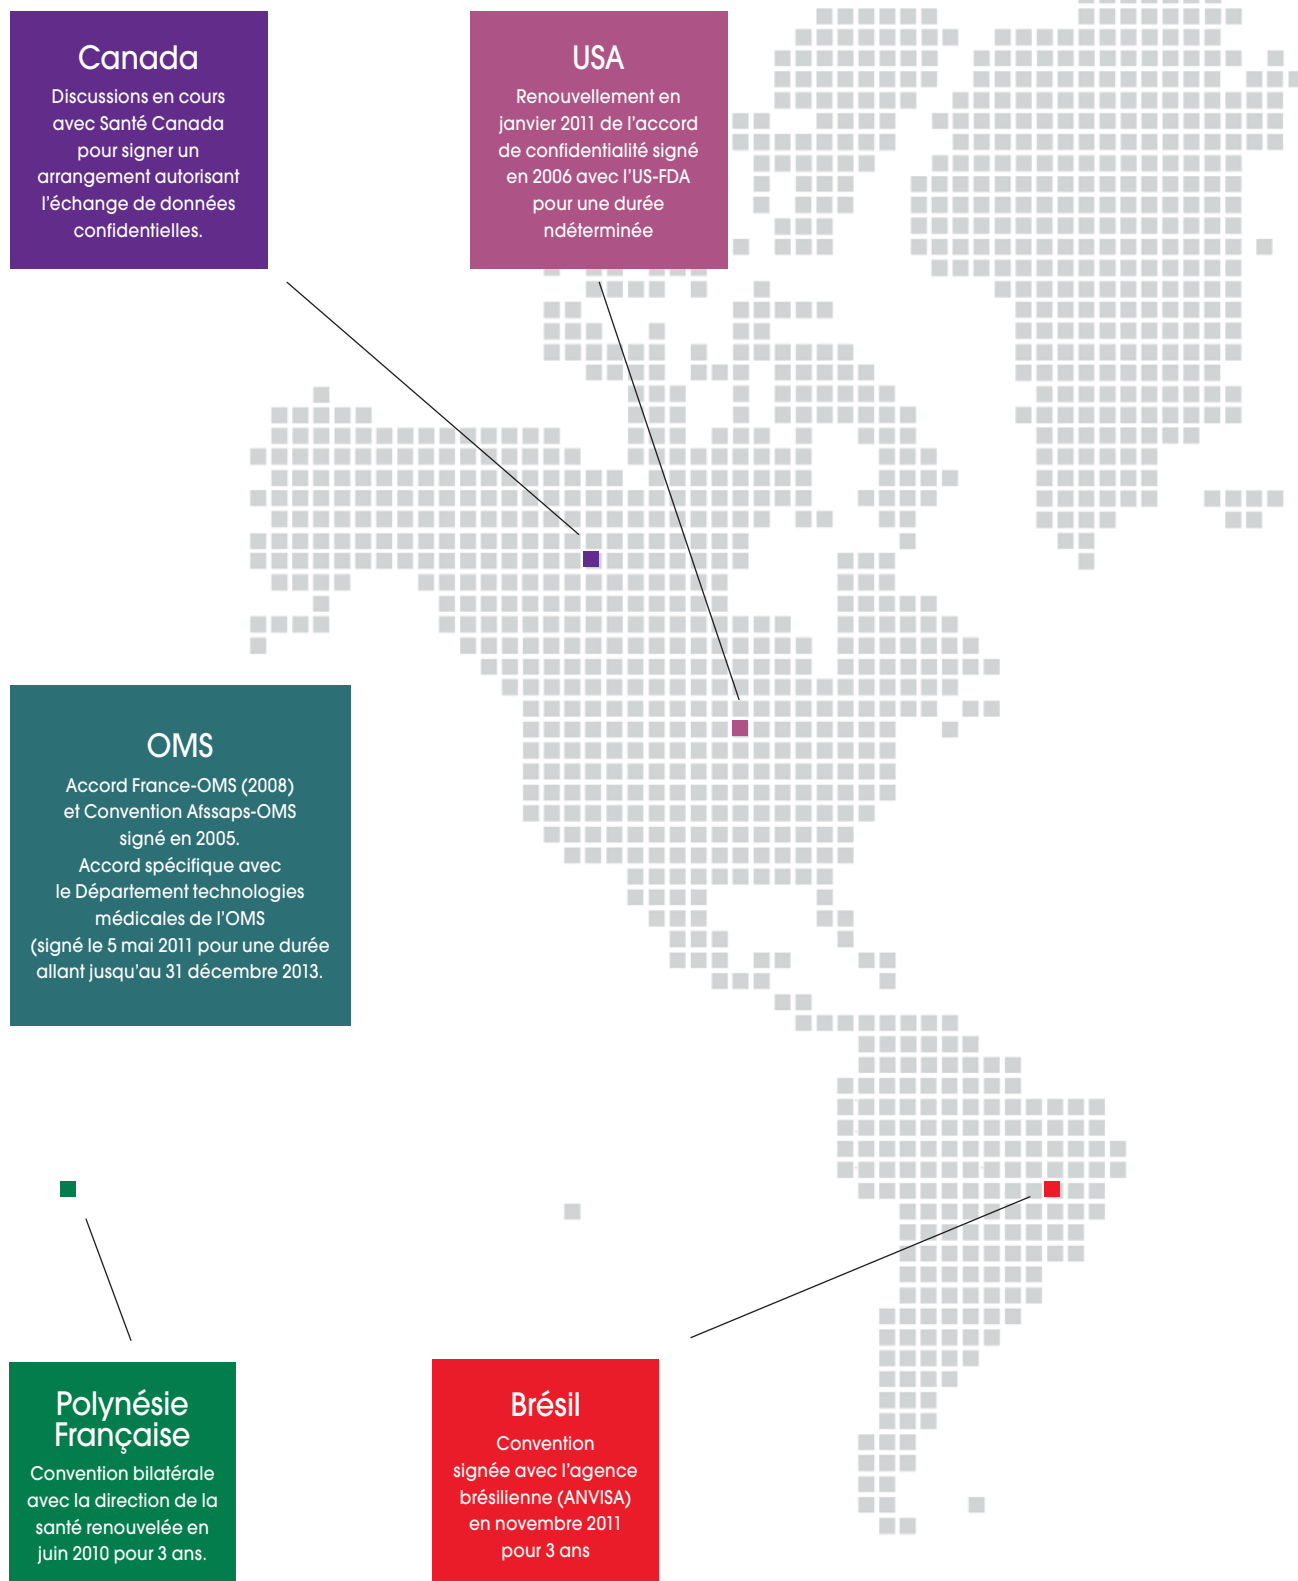 Canada
Discussions en cours
avec Santé Canada
pour signer un
arrangement autorisant
l'échange de données
confidentielles.
USA
Renouvellement en
janvier 2011 de l'accord
de confidentialité signé
en 2006 avec l'US-FDA
pour une durée
ndéterminée
OMS
Accord France-OMS (2008)
et Convention Afssaps-OMS
signé en 2005.
Accord spécifique avec
le Département technologies
médicales de l'OMS
(signé le 5 mai 2011 pour une durée
allant jusqu'au 31 décembre 2013.
Polynésie
Française
Convention bilatérale
avec la direction de la
santé renouvelée en
juin 2010 pour 3 ans.
Brésil
Convention
signée avec l'agence
brésilienne (ANVISA)
en novembre 2011
pour 3 ans